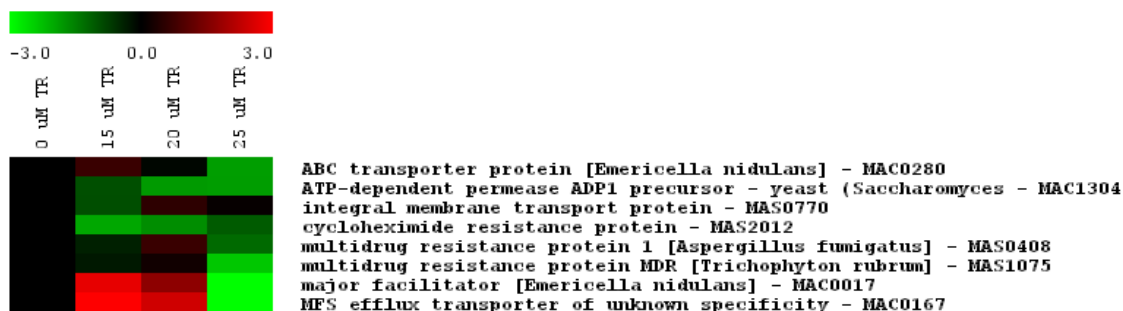 -3.0 0.0 3.0
0 uM TR
15 uM TR
20 uM TR
25 uM TR
ABC transporter protein [Emericella nidulans] - MAC0280
ATP-dependent permease ADP1 precursor - yeast (Saccharomyces - MAC1304
integral membrane transport protein - MAS0770
cycloheximide resistance protein - MAS2012
multidrug resistance protein 1 [Aspergillus fumigatus] - MAS0408
multidrug resistance protein MDR [Trichophyton rubrum] - MAS1075
major facilitator [Emericella nidulans] - MAC0017
MFS efflux transporter of unknown specificity - MAC0167